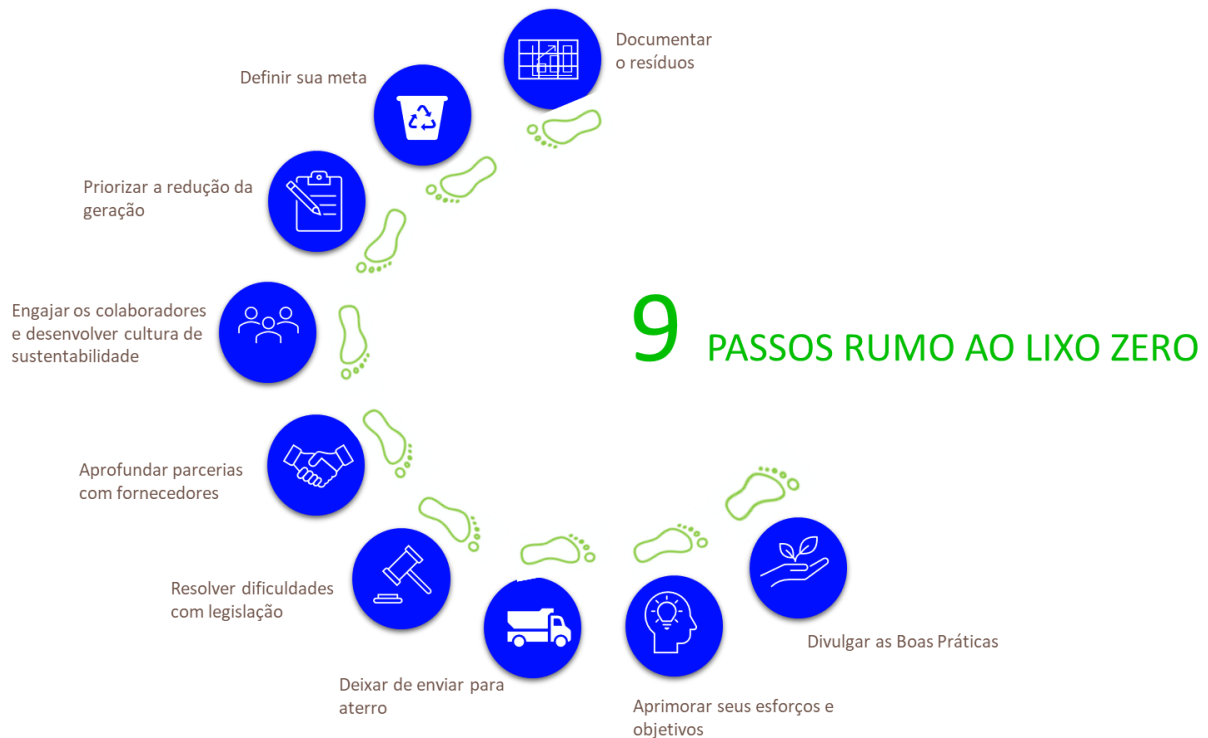 Documentar
o resíduos
Definir sua meta
Priorizar a redução da
geração
Engajar os colaboradores
e desenvolver cultura de
sustentabilidade
9 PASSOS RUMO AO LIXO ZERO
Aprofundar parcerias
com fornecedores
Resolver dificuldades
com legislação
Deixar de enviar para
aterro
Aprimorar seus esforços e
objetivos
Divulgar as Boas Práticas